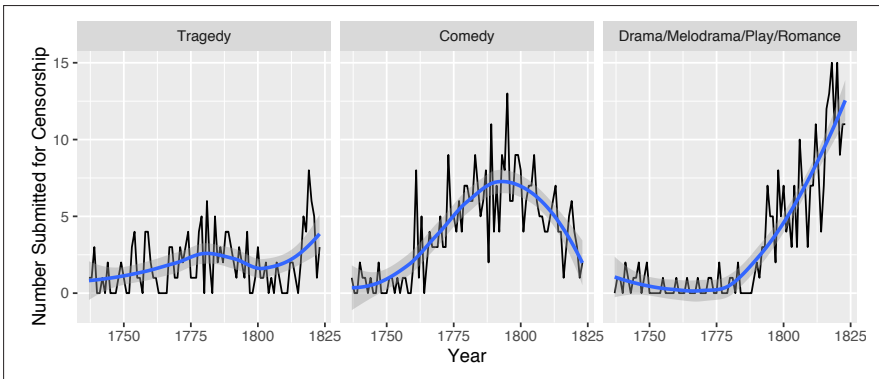 Tragedy
Comedy
Drama/Melodrama/Play/Romance
Number Submitted for Censorship
15
10
5
0
1750 1775 1800 1825
1750 1775 1800 1825
1750 1775 1800 1825
Year